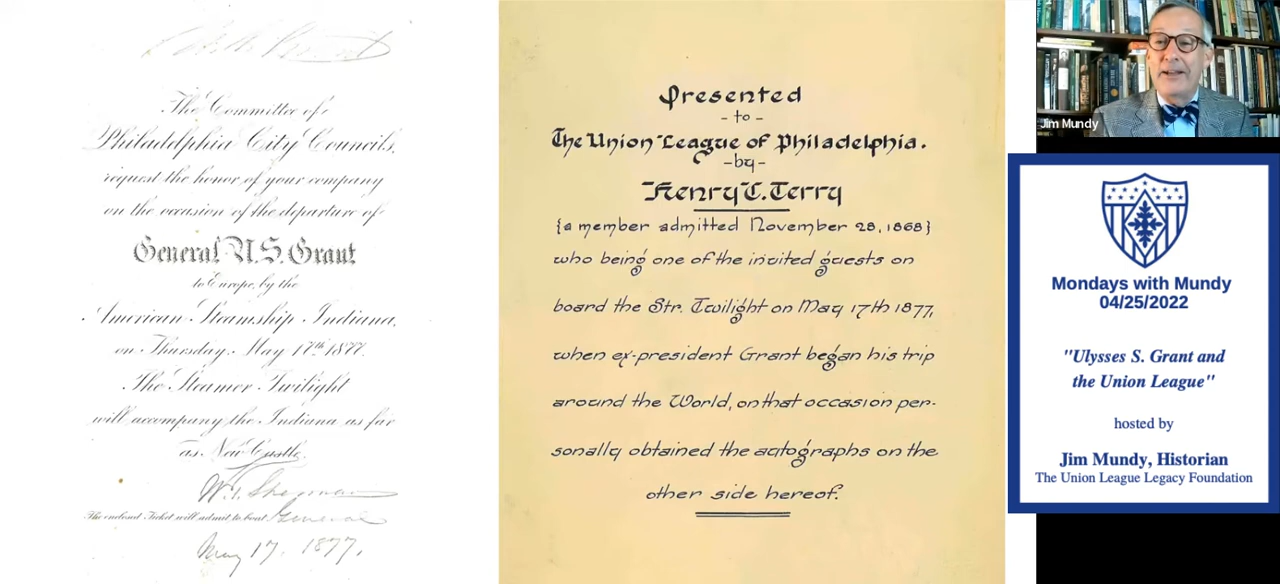 The Committee of
Philadelphia City Councils,
request the honor of your company
on the occasion of the departure of
General U.S. Grant
to Europe, by the
American Steamship Indiana,
on Thursday, May 17th 1877.
The Steamer Twilight
will accompany the Indiana as far
as New Castle.
W.T. Sherman
The enclosed Ticket will admit to boat
General
May 17, 1877,
Presented
- to -
The Union League of Philadelphia.
- by -
Henry C. Terry
{a member admitted November 28, 1868}
who being one of the invited guests on
board the Str. Twilight on May 17th 1877,
when ex-president Grant began his trip
around the World, on that occasion per-
sonally obtained the autographs on the
other side hereof.
Jim Mundy
Mondays with Mundy
04/25/2022
"Ulysses S. Grant and
the Union League"
hosted by
Jim Mundy, Historian
The Union League Legacy Foundation